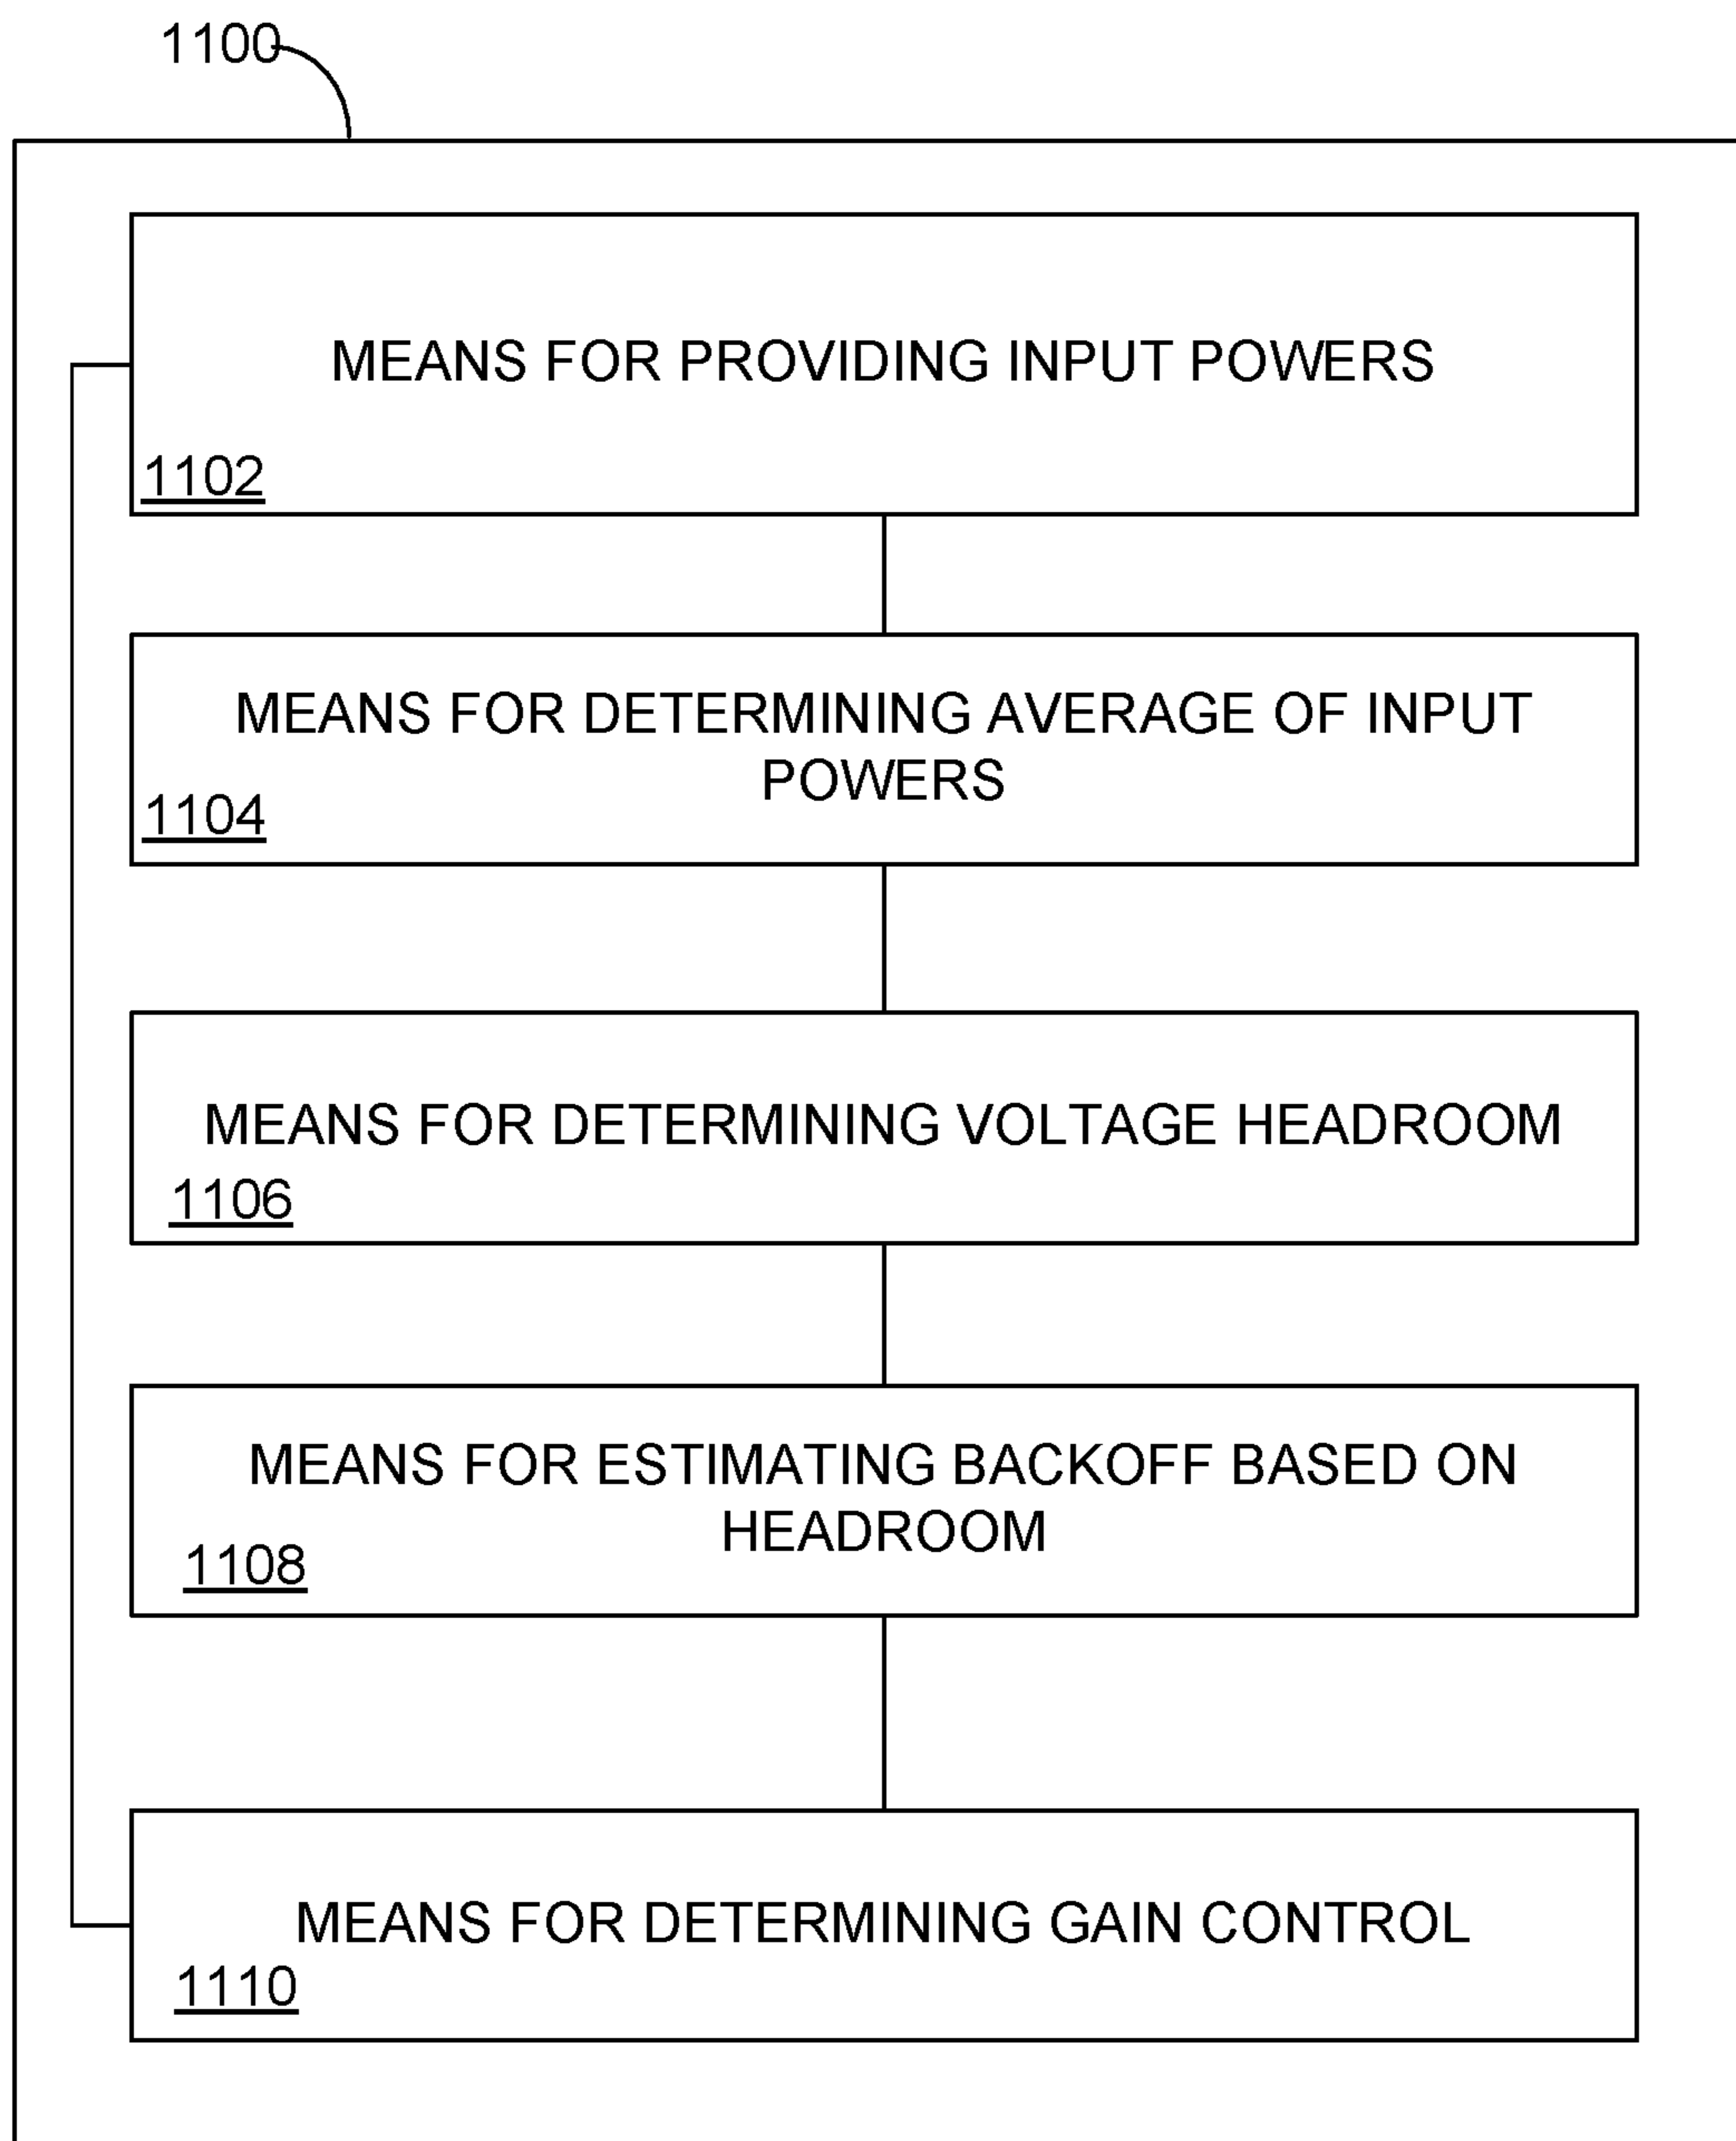 1100
MEANS FOR PROVIDING INPUT POWERS
1102
MEANS FOR DETERMINING AVERAGE OF INPUT
POWERS
1104
MEANS FOR DETERMINING VOLTAGE HEADROOM
1106
MEANS FOR ESTIMATING BACKOFF BASED ON
HEADROOM
1108
MEANS FOR DETERMINING GAIN CONTROL
1110